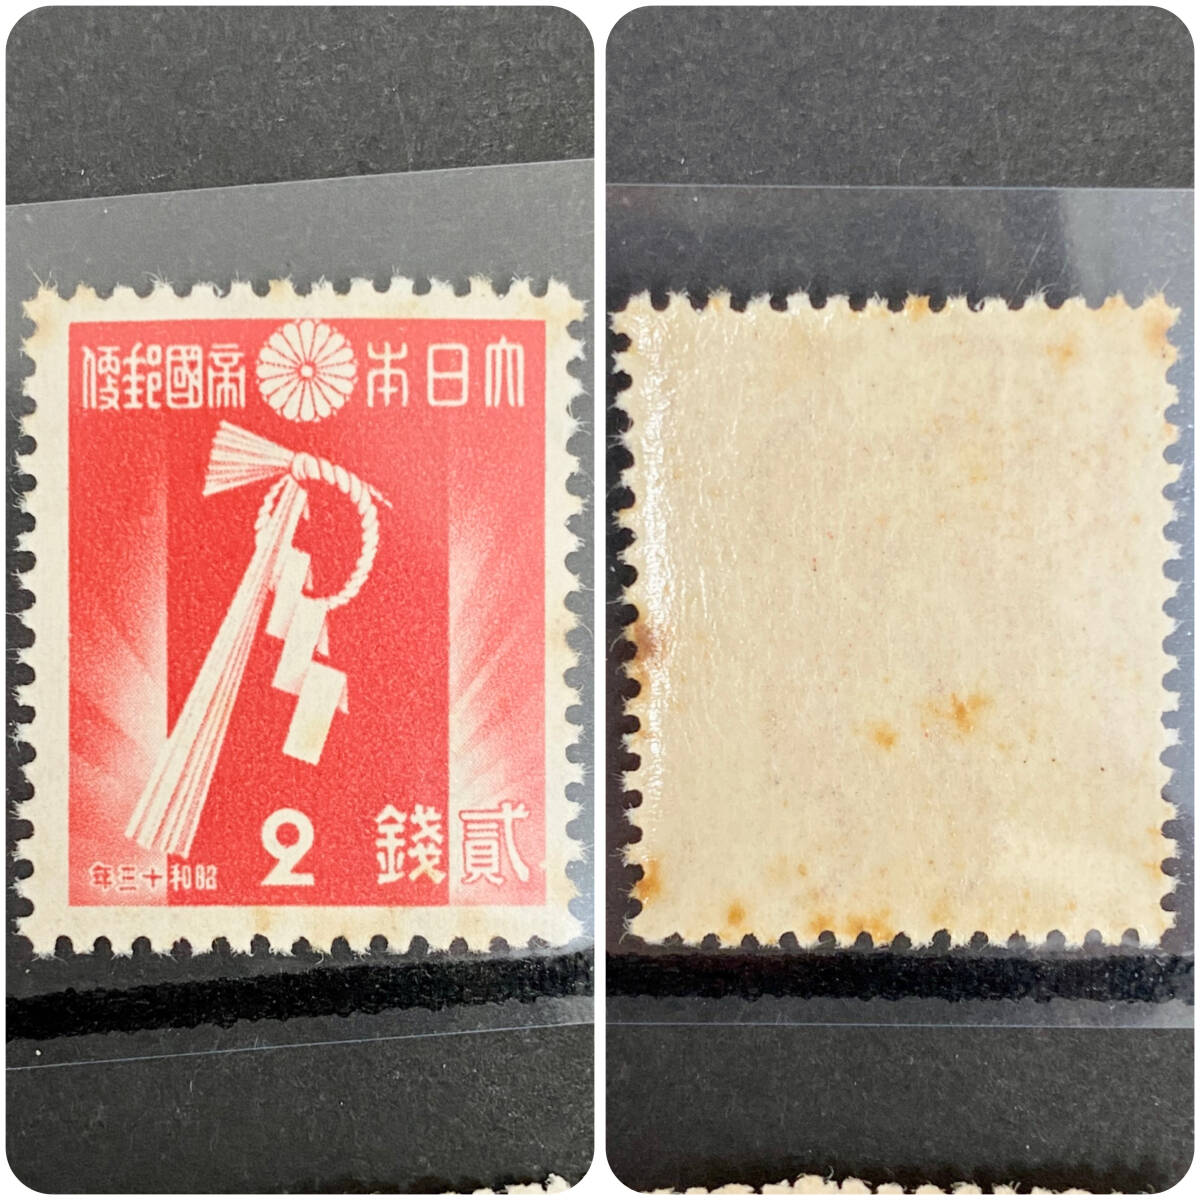 大日本帝國郵便
貳錢
2
昭和十三年